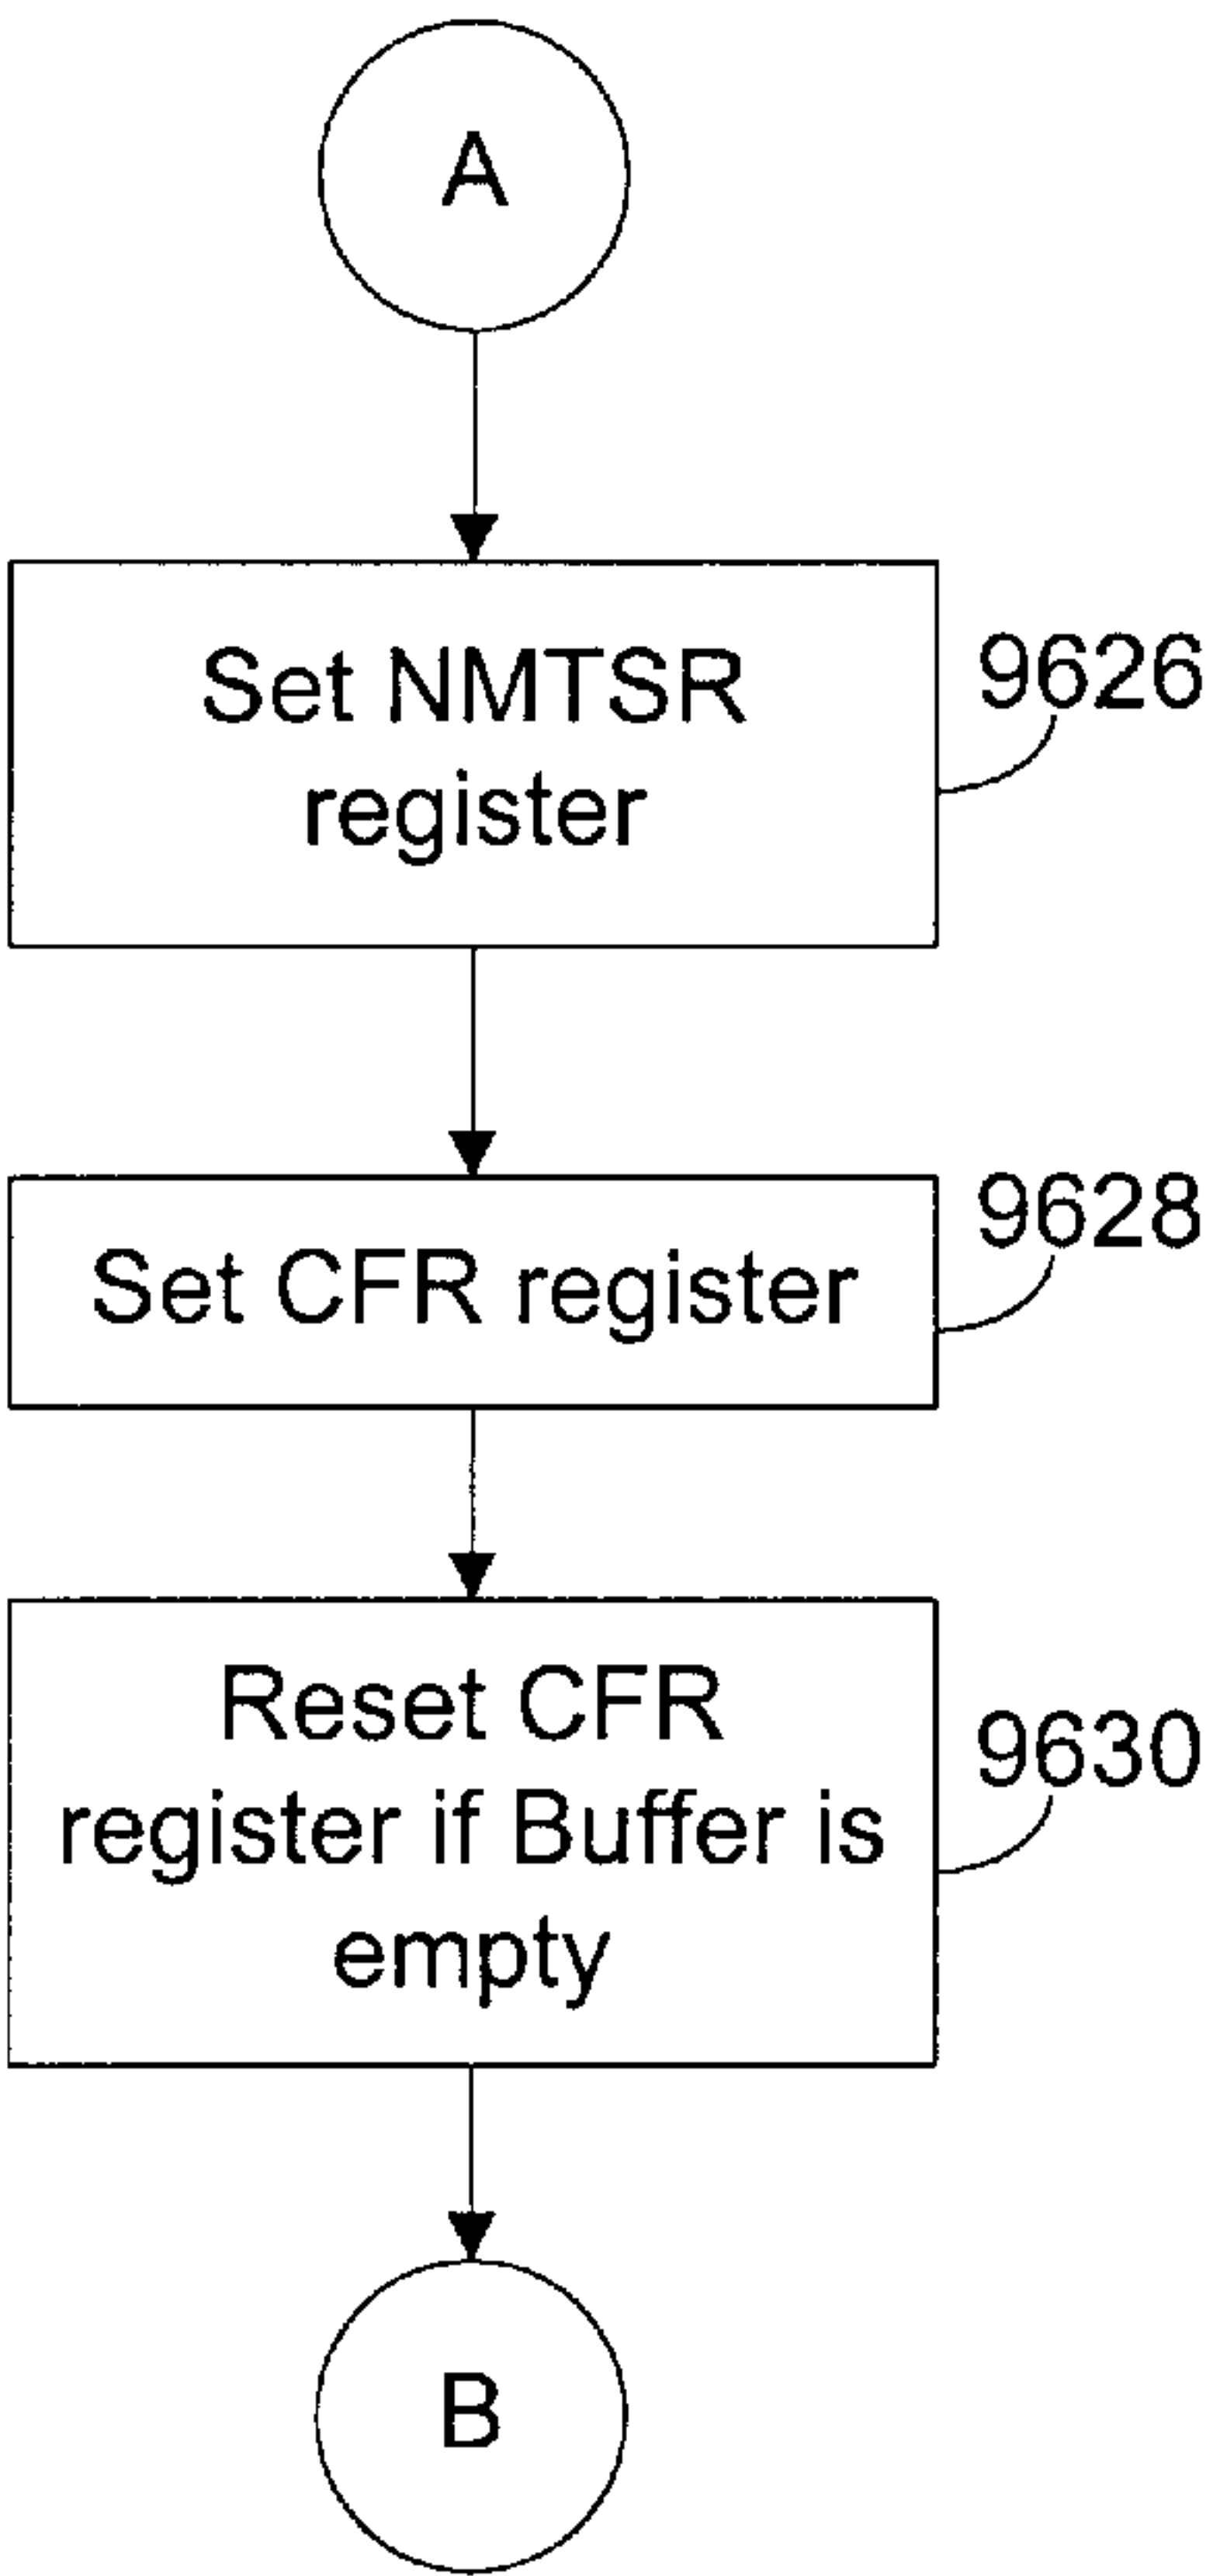 A
Set NMTSR
register
9626
Set CFR register
9628
Reset CFR
register if Buffer is
empty
9630
B